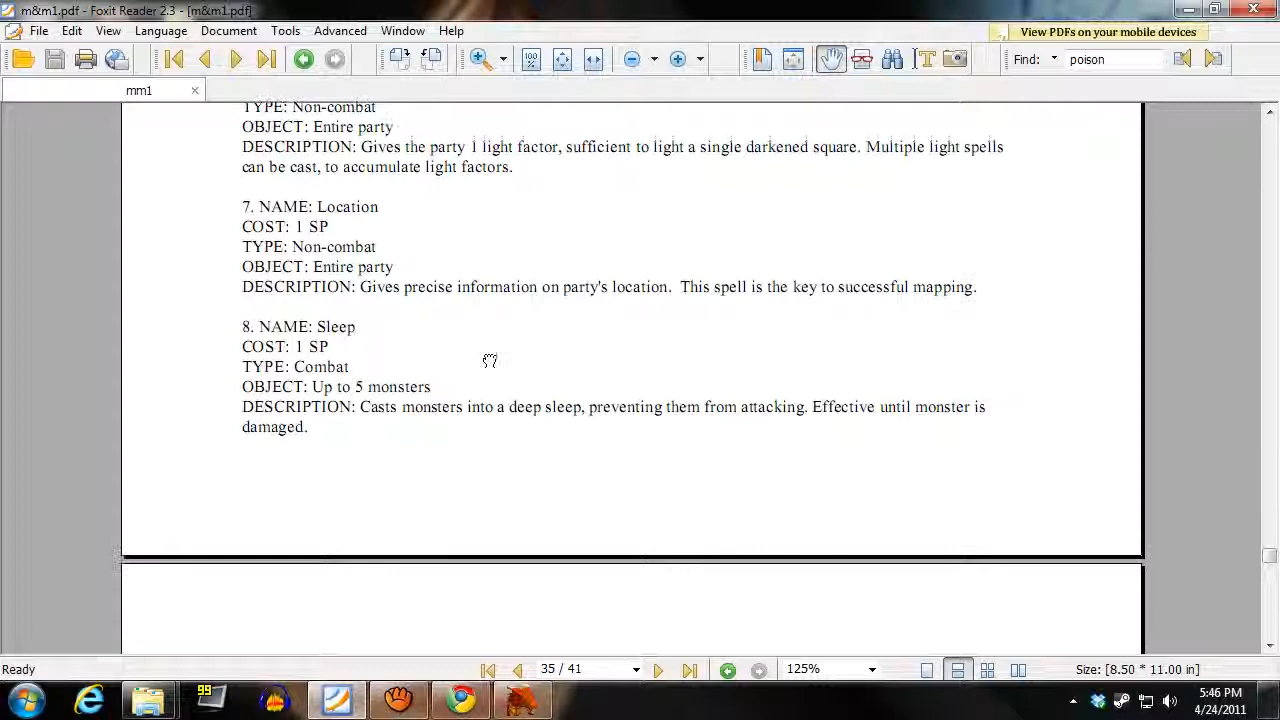 m&m1.pdf - Foxit Reader 2.3 - [m&m1.pdf]
File Edit View Language Document Tools Advanced Window Help
View PDFs on your mobile devices
Find: poison
mm1
TYPE: Non-combat
OBJECT: Entire party
DESCRIPTION: Gives the party 1 light factor, sufficient to light a single darkened square. Multiple light spells
can be cast, to accumulate light factors.
7. NAME: Location
COST: 1 SP
TYPE: Non-combat
OBJECT: Entire party
DESCRIPTION: Gives precise information on party's location.  This spell is the key to successful mapping.
8. NAME: Sleep
COST: 1 SP
TYPE: Combat
OBJECT: Up to 5 monsters
DESCRIPTION: Casts monsters into a deep sleep, preventing them from attacking. Effective until monster is
damaged.
Ready 35 / 41 125% Size: [8.50 * 11.00 in]
99
5:46 PM
4/24/2011